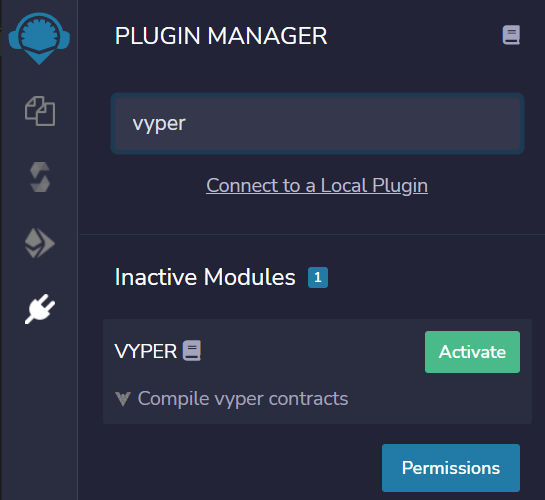 PLUGIN MANAGER
vyper
Connect to a Local Plugin
Inactive Modules 1
VYPER Activate
Compile vyper contracts
Permissions